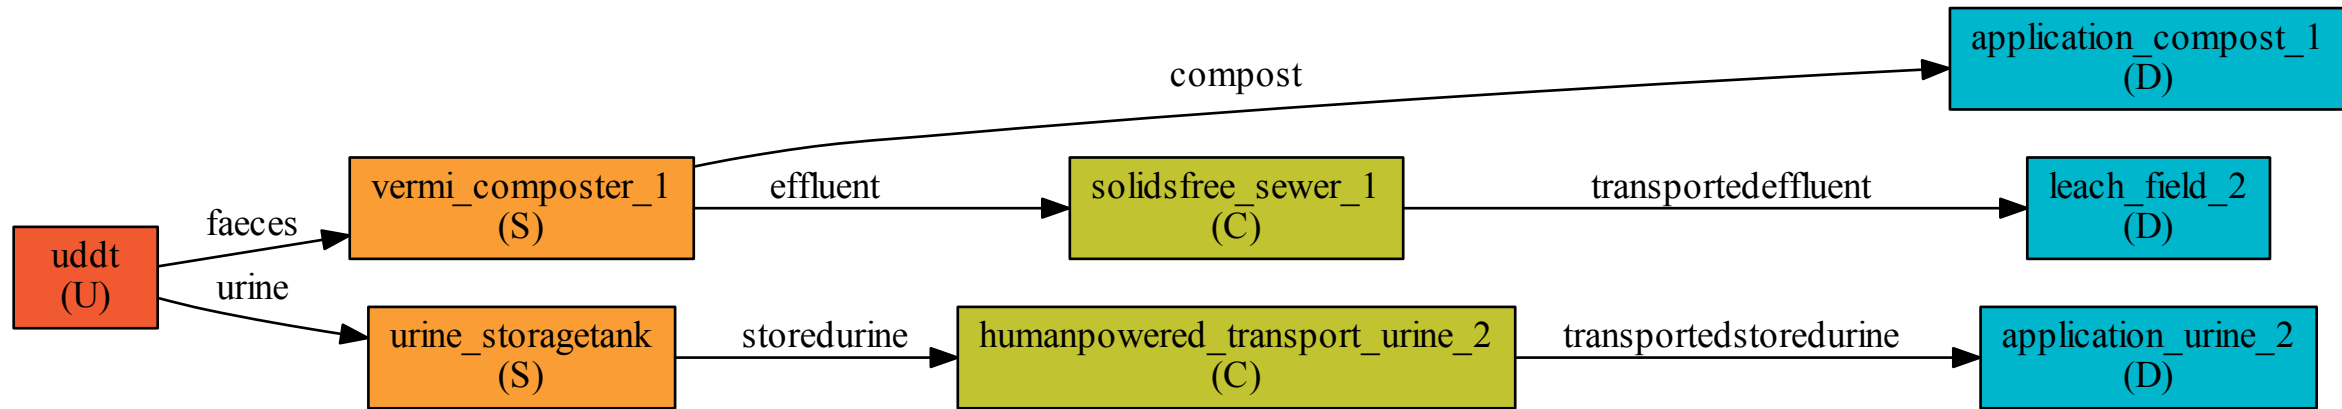 uddt
(U)
faeces
urine
vermi_composter_1
(S)
urine_storagetank
(S)
compost
effluent
storedurine
solidsfree_sewer_1
(C)
humanpowered_transport_urine_2
(C)
transportedeffluent
transportedstoredurine
application_compost_1
(D)
leach_field_2
(D)
application_urine_2
(D)